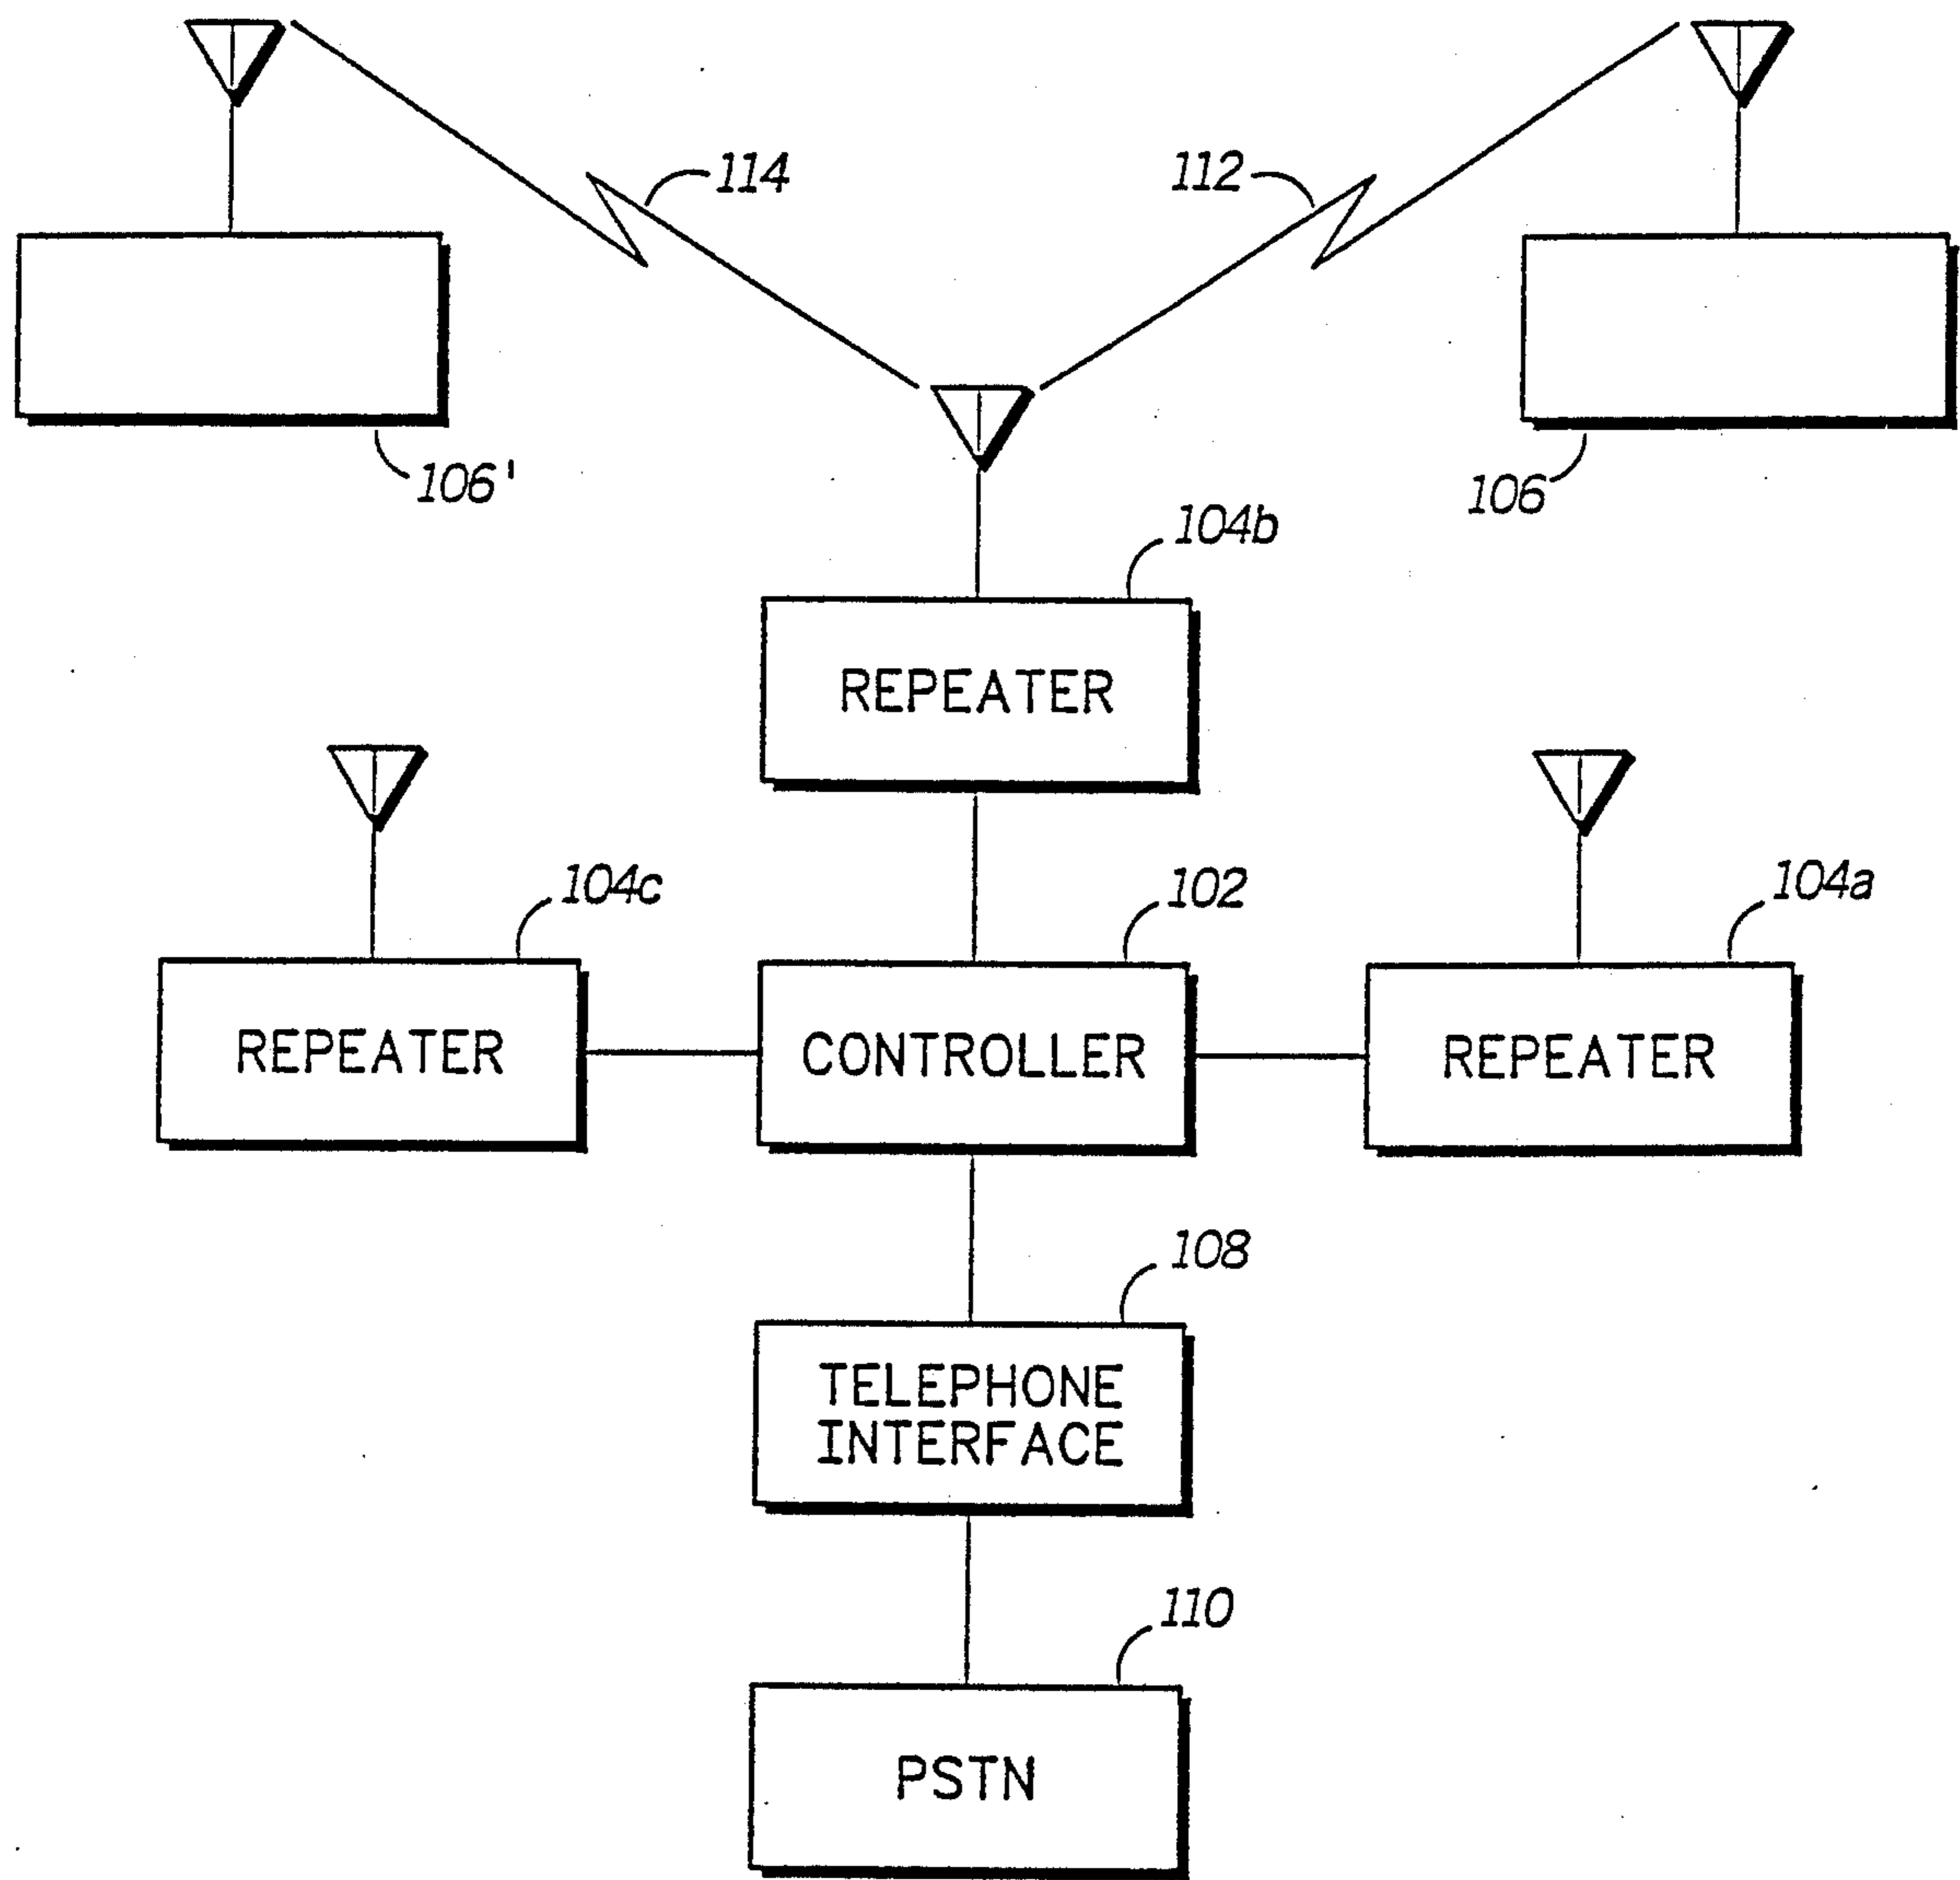 114
112
106'
106
104b
REPEATER
104c
102
104a
REPEATER
CONTROLLER
REPEATER
108
TELEPHONE
INTERFACE
110
PSTN